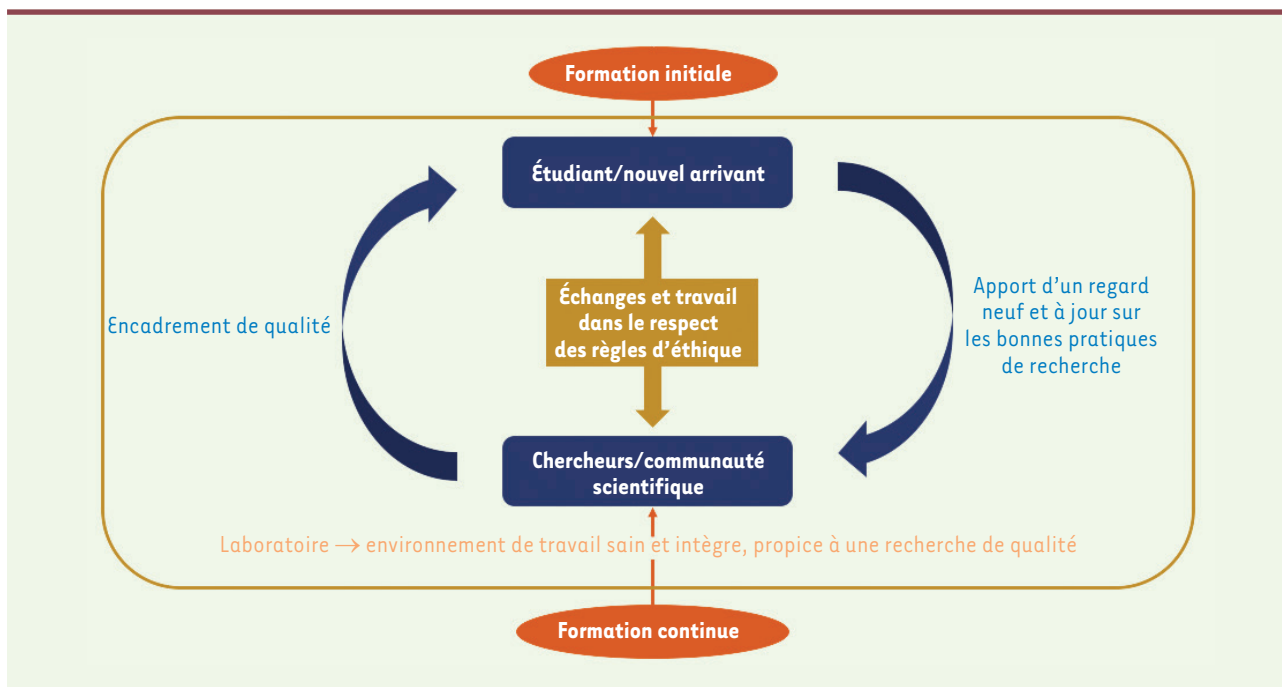 Formation initiale
Étudiant/nouvel arrivant
Échanges et travail
dans le respect
des règles d'éthique
Encadrement de qualité
Apport d'un regard
neuf et à jour sur
les bonnes pratiques
de recherche
Chercheurs/communauté
scientifique
Laboratoire → environnement de travail sain et intègre, propice à une recherche de qualité
Formation continue